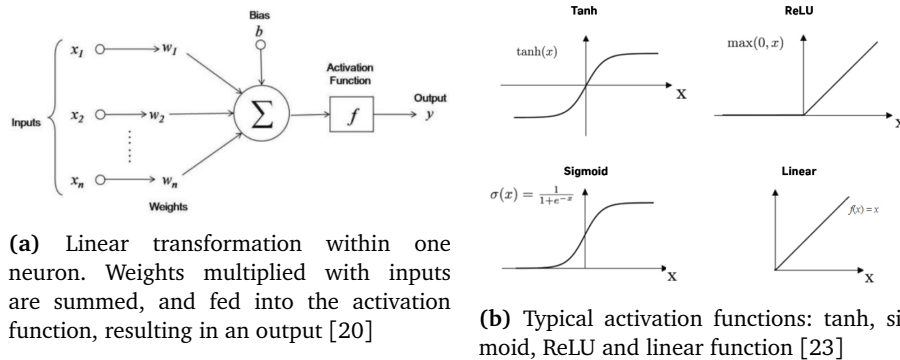 Bias
b
x1 w1
Activation
Function
x2 w2
Inputs
∑
f
Output
y
xn wn
Weights
(a) Linear transformation within one
neuron. Weights multiplied with inputs
are summed, and fed into the activation
function, resulting in an output [20]
Tanh
tanh(x)
X
ReLU
max(0, x)
X
Sigmoid
σ(x) = 1/(1+e^-x)
X
Linear
f(x) = x
X
(b) Typical activation functions: tanh, si
moid, ReLU and linear function [23]